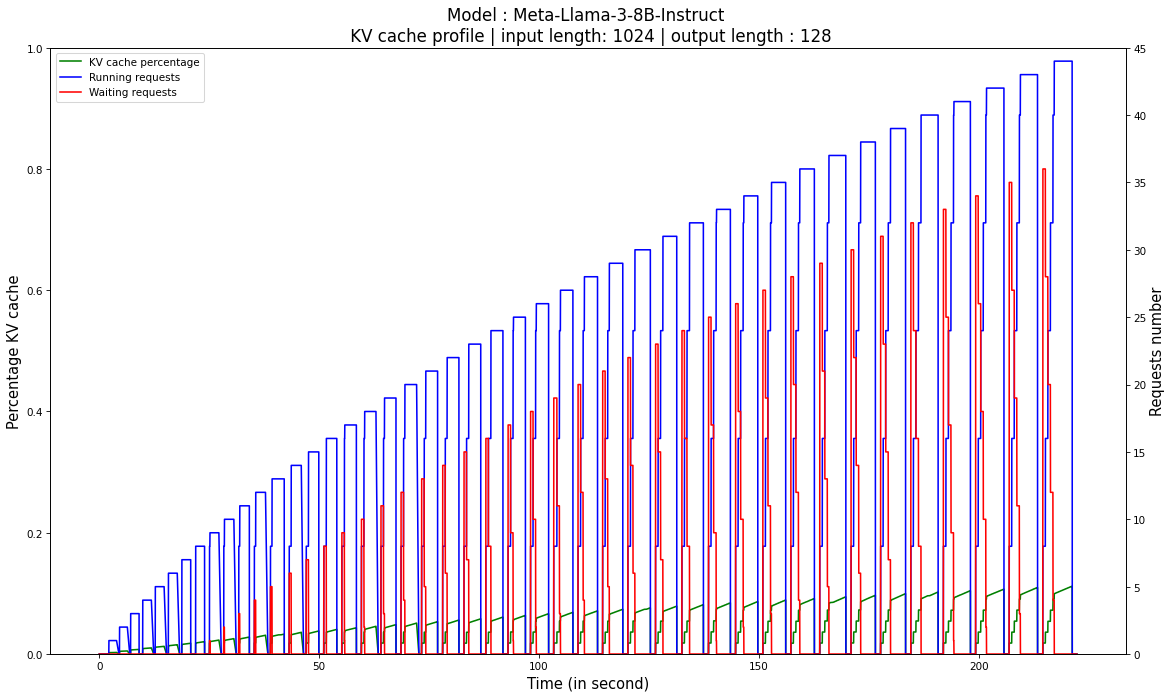 Model : Meta-Llama-3-8B-Instruct
KV cache profile | input length: 1024 | output length : 128
KV cache percentage
Running requests
Waiting requests
1.0
0.8
0.6
0.4
0.2
0.0
Percentage KV cache
45
40
35
30
25
20
15
10
5
0
Requests number
0 50 100 150 200
Time (in second)